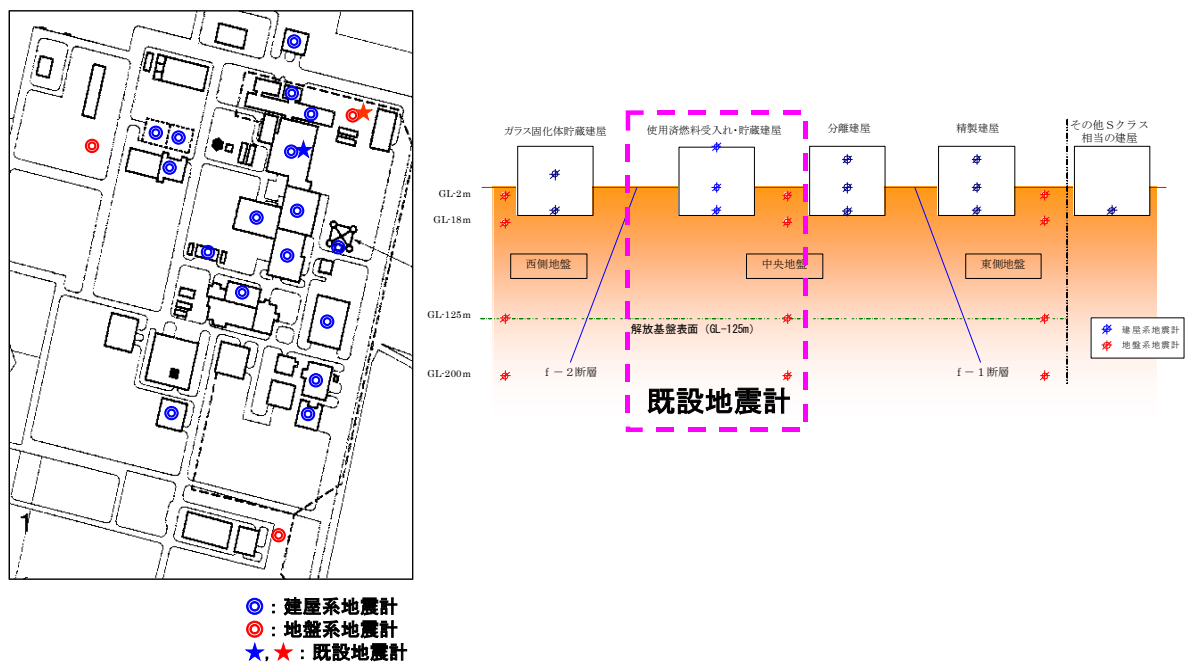 1
◎：建屋系地震計
◎：地盤系地震計
★,★：既設地震計
ガラス固化体貯蔵建屋
使用済燃料受入れ・貯蔵建屋
分離建屋
精製建屋
その他Sクラス
相当の建屋
GL-2m
GL-18m
西側地盤
中央地盤
東側地盤
GL-125m
解放基盤表面（GL-125m）
建屋系地震計
地盤系地震計
ｆ－２断層
ｆ－１断層
GL-200m
既設地震計